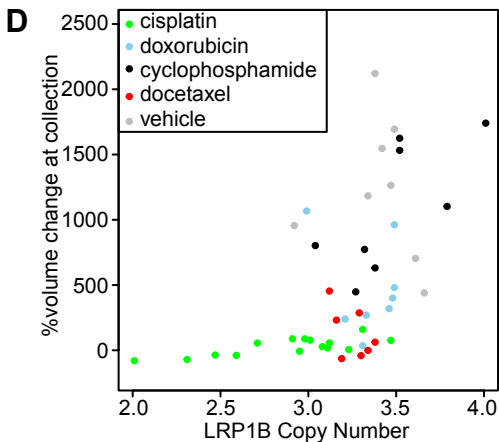 D
cisplatin
doxorubicin
cyclophosphamide
docetaxel
vehicle
%volume change at collection
2500
2000
1500
1000
500
0
2.0 2.5 3.0 3.5 4.0
LRP1B Copy Number